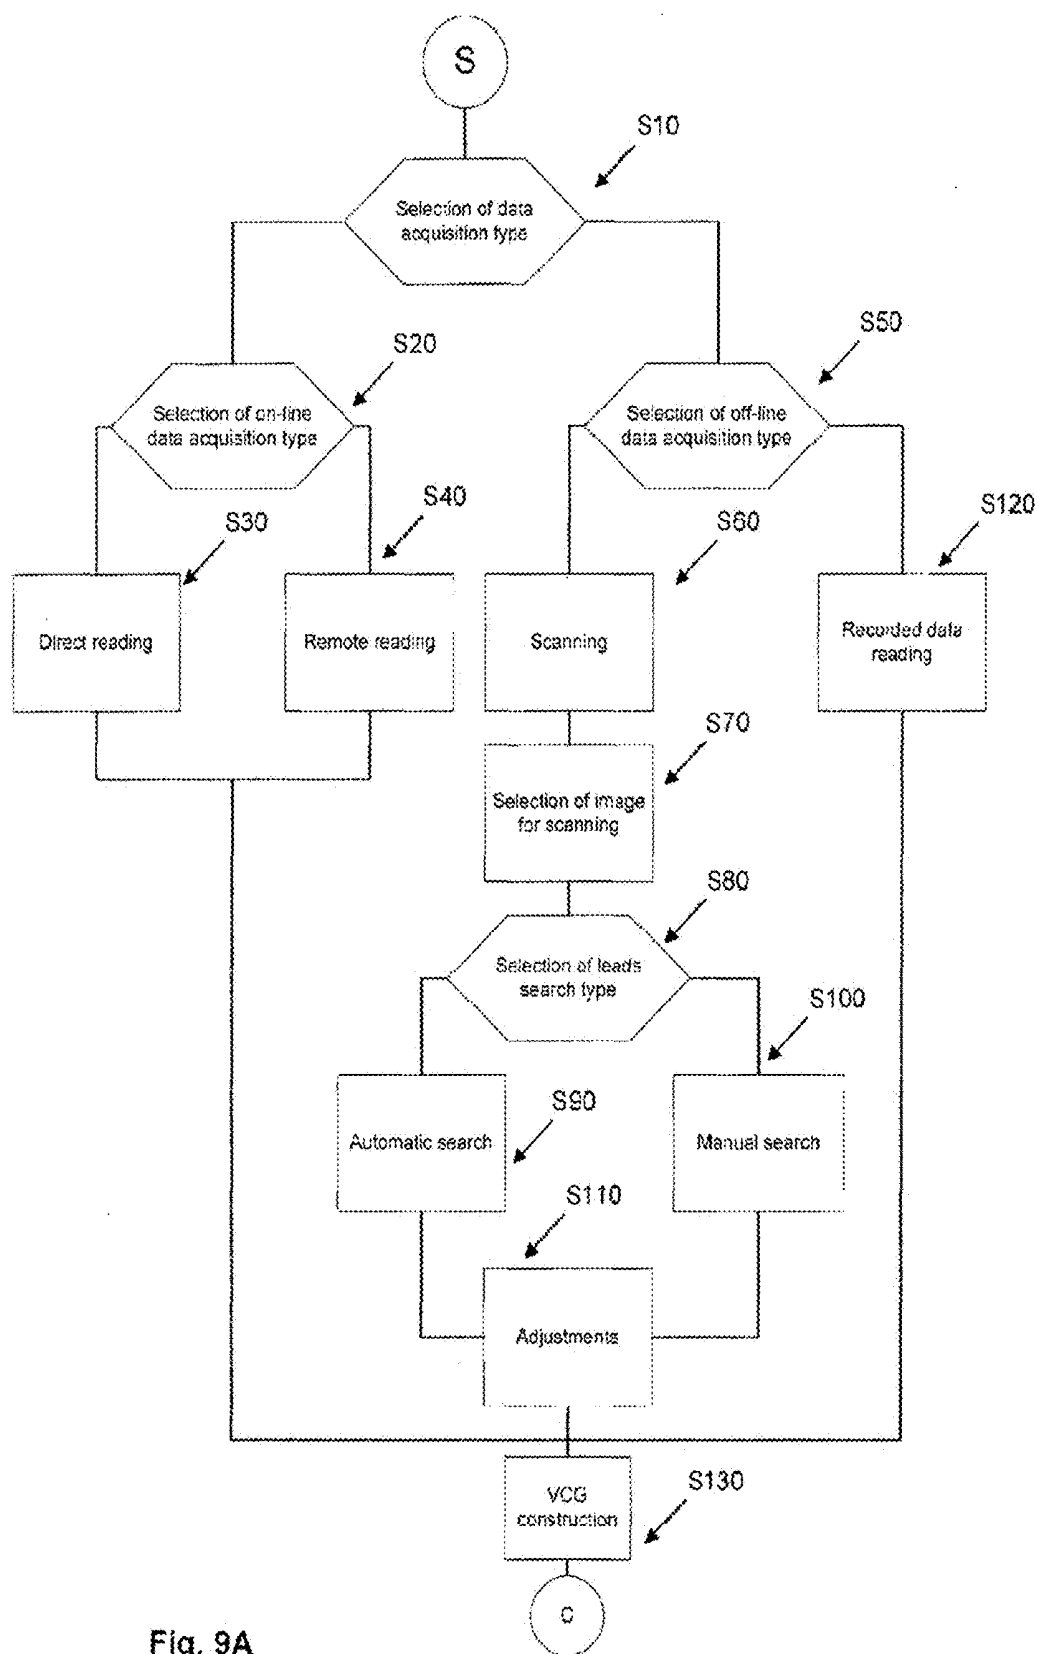 S
S10
Selection of data
acquisition type
S20
Selection of on-line
data acquisition type
S50
Selection of off-line
data acquisition type
S30
Direct reading
S40
Remote reading
S60
Scanning
S120
Recorded data
reading
S70
Selection of image
for scanning
S80
Selection of leads
search type
S90
Automatic search
S100
Manual search
S110
Adjustments
S130
VCG
construction
C
Fig. 9A